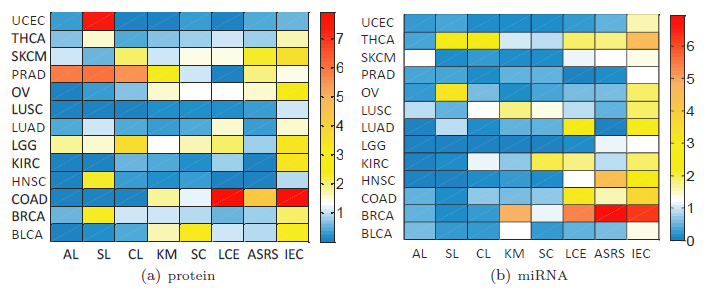 UCEC
THCA
SKCM
PRAD
OV
LUSC
LUAD
LGG
KIRC
HNSC
COAD
BRCA
BLCA
AL SL CL KM SC LCE ASRS IEC
7
6
5
4
3
2
1
(a) protein
UCEC
THCA
SKCM
PRAD
OV
LUSC
LUAD
LGG
KIRC
HNSC
COAD
BRCA
BLCA
AL SL CL KM SC LCE ASRS IEC
6
5
4
3
2
1
0
(b) miRNA